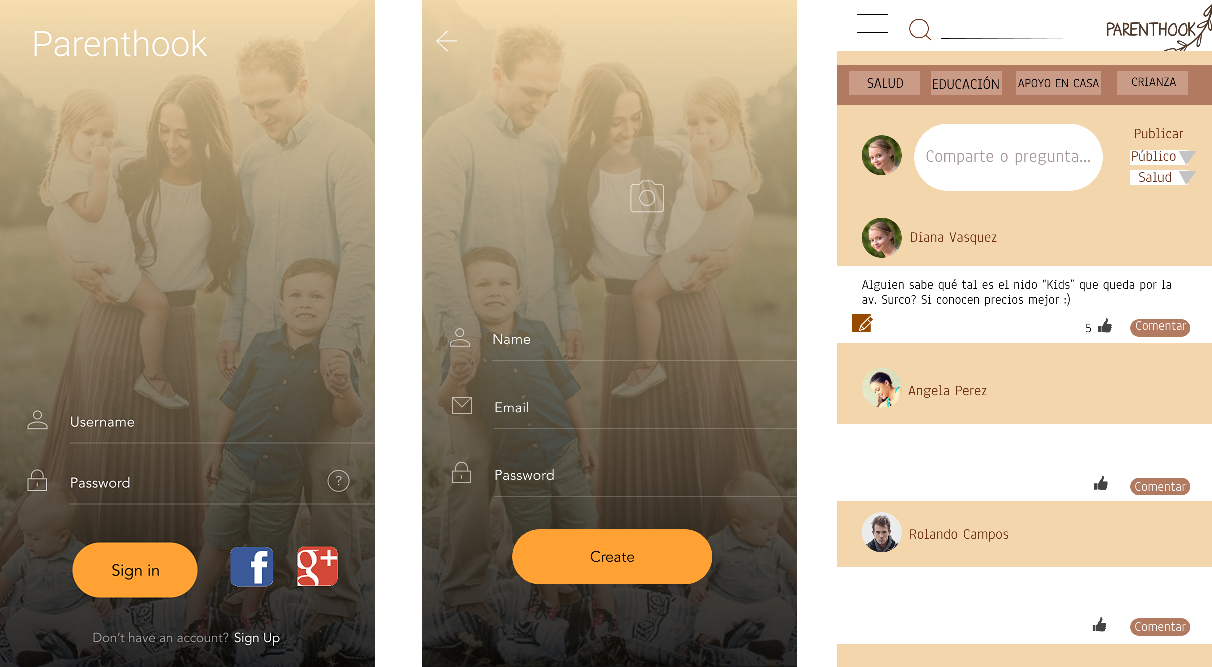 Parenthook
Username
Password
?
Sign in
f
g+
Don't have an account? Sign Up
Name
Email
Password
Create
PARENTHOOK
SALUD
EDUCACIÓN
APOYO EN CASA
CRIANZA
Comparte o pregunta...
Publicar
Público
Salud
Diana Vasquez
Alguien sabe qué tal es el nido "Kids" que queda por la
av. Surco? Si conocen precios mejor :)
5
Comentar
Angela Perez
Comentar
Rolando Campos
Comentar